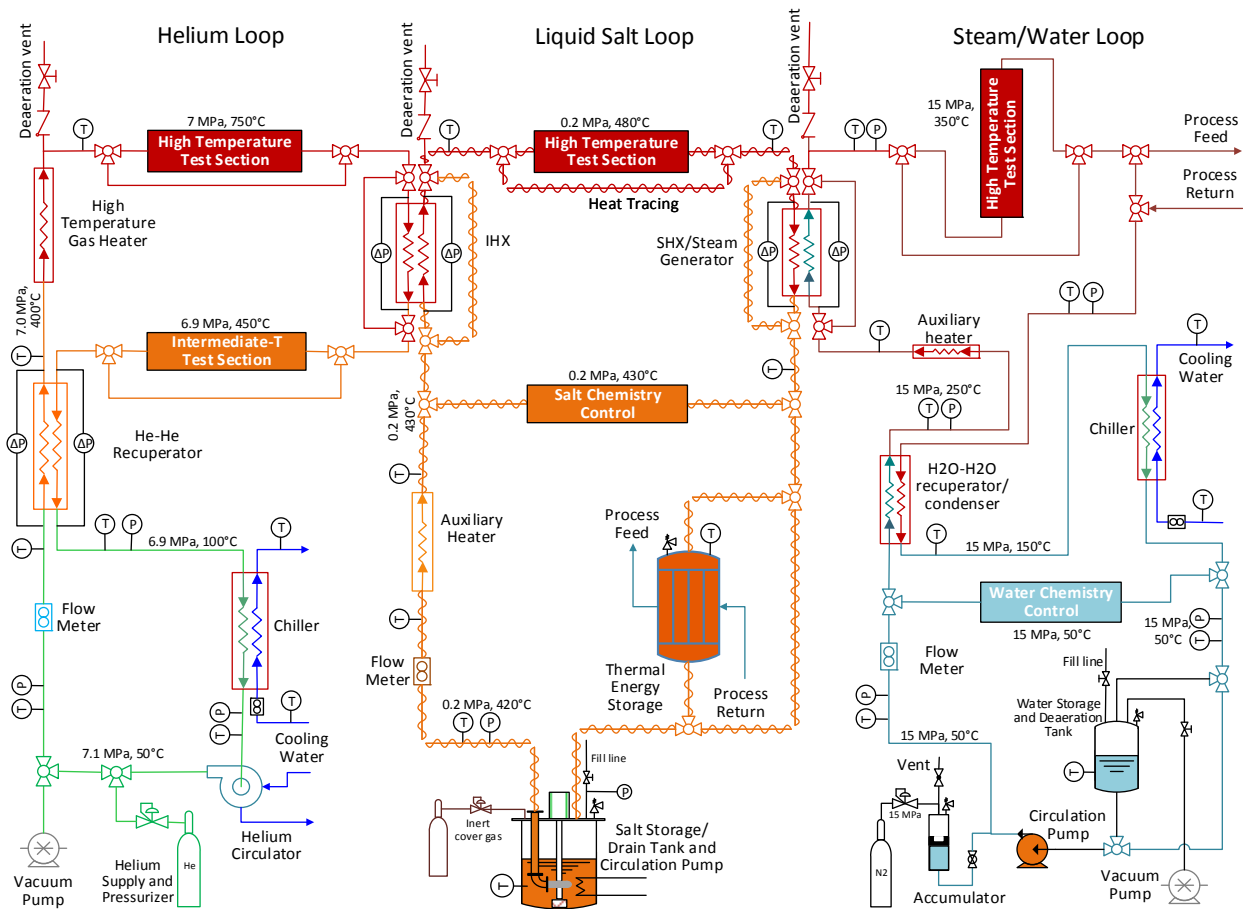 Helium Loop
Liquid Salt Loop
Steam/Water Loop
Deaeration vent
Deaeration vent
Deaeration vent
T
7 MPa, 750°C
High Temperature
Test Section
T
0.2 MPa, 480°C
High Temperature
Test Section
T
Heat Tracing
T
P
15 MPa,
350°C
High Temperature
Test Section
Process
Feed
Process
Return
High
Temperature
Gas Heater
ΔP
ΔP
IHX
SHX/Steam
Generator
ΔP
ΔP
7.0 MPa,
400°C
T
6.9 MPa, 450°C
Intermediate-T
Test Section
T
P
T
Auxiliary
heater
T
Cooling
Water
T
0.2 MPa, 430°C
Salt Chemistry
Control
0.2 MPa,
430°C
15 MPa, 250°C
T
P
Chiller
ΔP
ΔP
He-He
Recuperator
T
H2O-H2O
recuperator/
condenser
T
T
P
6.9 MPa, 100°C
T
T
Auxiliary
Heater
Process
Feed
T
T
15 MPa, 150°C
Flow
Meter
Chiller
T
Flow
Meter
Thermal
Energy
Storage
Process
Return
Water Chemistry
Control
15 MPa, 50°C
P
T
15 MPa,
50°C
Flow
Meter
P
T
P
T
T
Cooling
Water
0.2 MPa, 420°C
T
P
P
T
15 MPa, 50°C
Fill line
Water Storage
and Deaeration
Tank
T
7.1 MPa, 50°C
Fill line
P
Vent
15 MPa
Inert
cover gas
Salt Storage/
Drain Tank and
Circulation Pump
T
Circulation
Pump
Helium
Circulator
He
Helium
Supply and
Pressurizer
Vacuum
Pump
N2
Accumulator
Vacuum
Pump